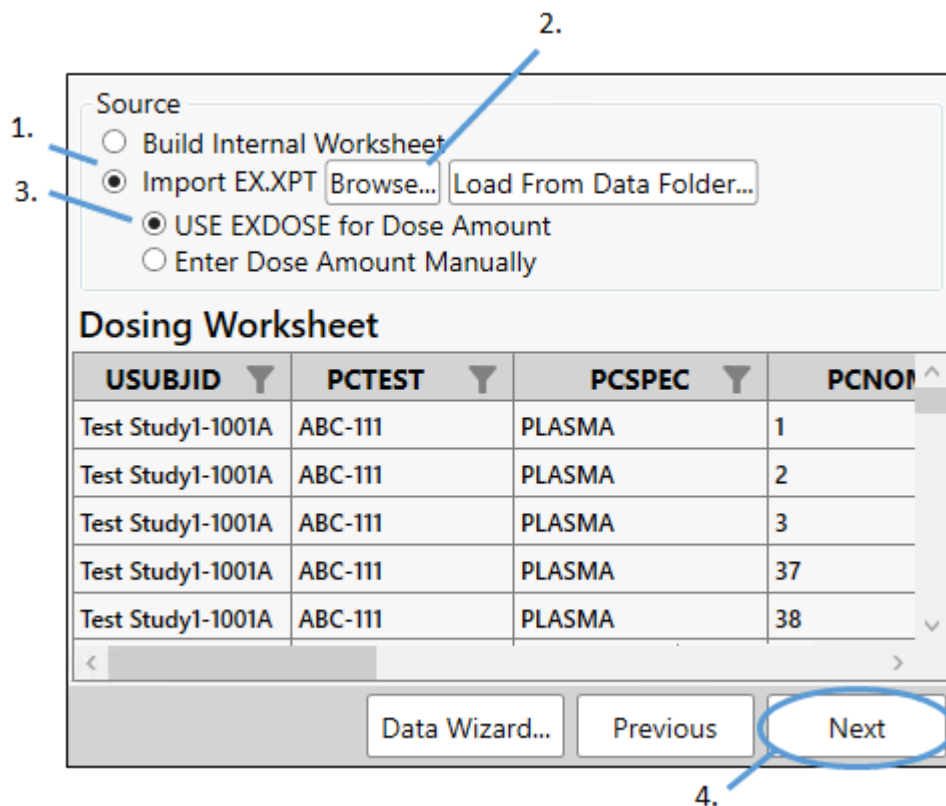 2.
Source
1.
Build Internal Worksheet
Import EX.XPT Browse... Load From Data Folder...
3.
USE EXDOSE for Dose Amount
Enter Dose Amount Manually
Dosing Worksheet
USUBJID PCTEST PCSPEC
Test Study1-1001A ABC-111 PLASMA 1
Test Study1-1001A ABC-111 PLASMA 2
Test Study1-1001A ABC-111 PLASMA 3
Test Study1-1001A ABC-111 PLASMA 37
Test Study1-1001A ABC-111 PLASMA 38
Data Wizard... Previous Next
4.